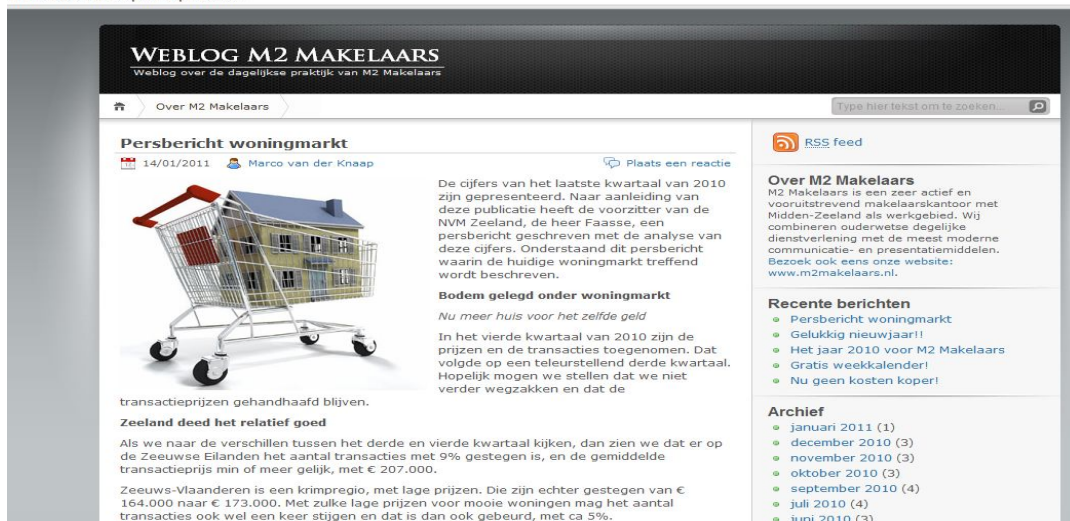 WEBLOG M2 MAKELAARS
Weblog over de dagelijkse praktijk van M2 Makelaars
Over M2 Makelaars
Type hier tekst om te zoeken...
Persbericht woningmarkt
14/01/2011 Marco van der Knaap Plaats een reactie
De cijfers van het laatste kwartaal van 2010
zijn gepresenteerd. Naar aanleiding van
deze publicatie heeft de voorzitter van de
NVM Zeeland, de heer Faasse, een
persbericht geschreven met de analyse van
deze cijfers. Onderstaand dit persbericht
waarin de huidige woningmarkt treffend
wordt beschreven.
Bodem gelegd onder woningmarkt
Nu meer huis voor het zelfde geld
In het vierde kwartaal van 2010 zijn de
prijzen en de transacties toegenomen. Dat
volgde op een teleurstellend derde kwartaal.
Hopelijk mogen we stellen dat we niet
verder wegzakken en dat de
transactieprijzen gehandhaafd blijven.
Zeeland deed het relatief goed
Als we naar de verschillen tussen het derde en vierde kwartaal kijken, dan zien we dat er op
de Zeeuwse Eilanden het aantal transacties met 9% gestegen is, en de gemiddelde
transactieprijs min of meer gelijk, met € 207.000.
Zeeuws-Vlaanderen is een krimpregio, met lage prijzen. Die zijn echter gestegen van €
164.000 naar € 173.000. Met zulke lage prijzen voor mooie woningen mag het aantal
transacties ook wel een keer stijgen en dat is dan ook gebeurd, met ca 5%.
RSS feed
Over M2 Makelaars
M2 Makelaars is een zeer actief en
vooruitstrevend makelaarskantoor met
Midden-Zeeland als werkgebied. Wij
combineren ouderwetse degelijke
dienstverlening met de meest moderne
communicatie- en presentatiemiddelen.
Bezoek ook eens onze website:
www.m2makelaars.nl.
Recente berichten
Persbericht woningmarkt
Gelukkig nieuwjaar!!
Het jaar 2010 voor M2 Makelaars
Gratis weekkalender!
Nu geen kosten koper!
Archief
januari 2011 (1)
december 2010 (3)
november 2010 (3)
oktober 2010 (3)
september 2010 (4)
juli 2010 (4)
juni 2010 (3)